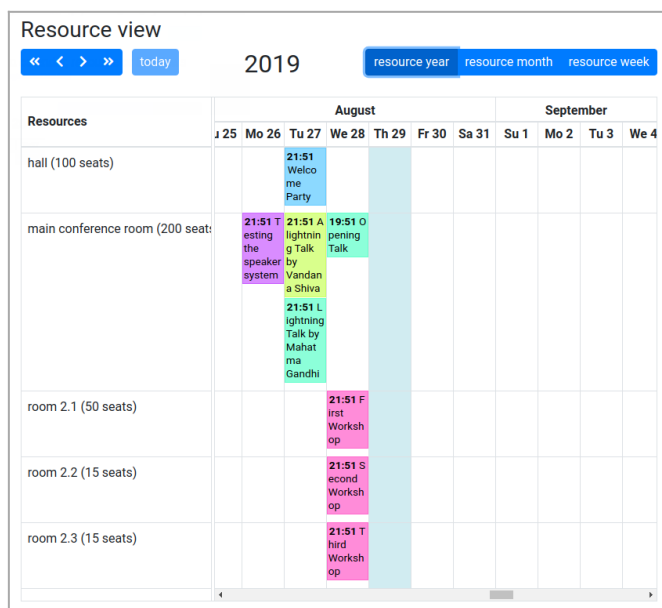 Resource view
« ‹ › » today 2019 resource year resource month resource week
Resources
August September
u 25 Mo 26 Tu 27 We 28 Th 29 Fr 30 Sa 31 Su 1 Mo 2 Tu 3 We 4
hall (100 seats)
21:51
Welco
me
Party
main conference room (200 seats
21:51 T
esting
the
speaker
system
21:51 A
lightnin
g Talk
by
Vandan
a Shiva
19:51 O
pening
Talk
21:51 L
ightning
Talk by
Mahat
ma
Gandhi
room 2.1 (50 seats)
21:51 F
irst
Worksh
op
room 2.2 (15 seats)
21:51 S
econd
Worksh
op
room 2.3 (15 seats)
21:51 T
hird
Worksh
op